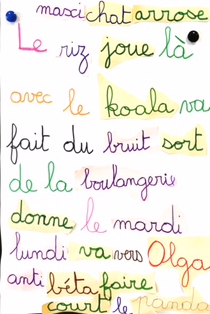 maxi chat arrose
Le riz joue là
avec le koala va
fait du bruit sort
de la boulangerie
donne le mardi
lundi va vers Olga
anti bêta faire
court le panda